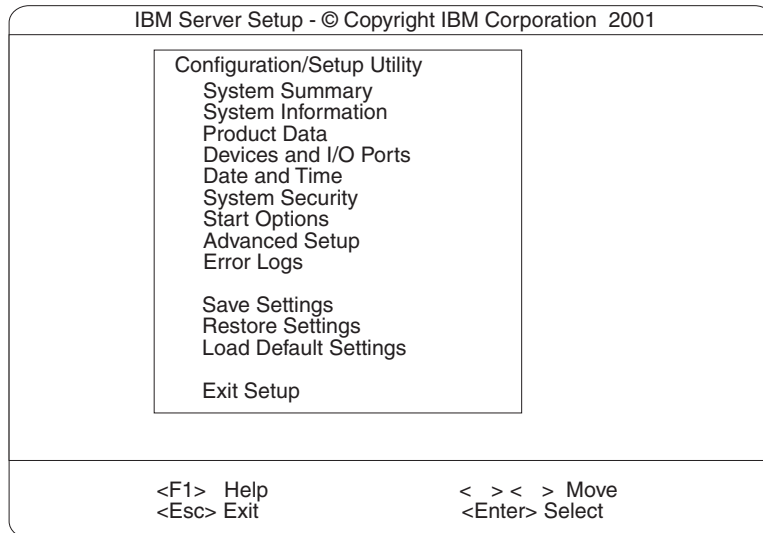 IBM Server Setup - © Copyright IBM Corporation 2001
Configuration/Setup Utility
System Summary
System Information
Product Data
Devices and I/O Ports
Date and Time
System Security
Start Options
Advanced Setup
Error Logs
Save Settings
Restore Settings
Load Default Settings
Exit Setup
<F1> Help < > < > Move
<Esc> Exit <Enter> Select